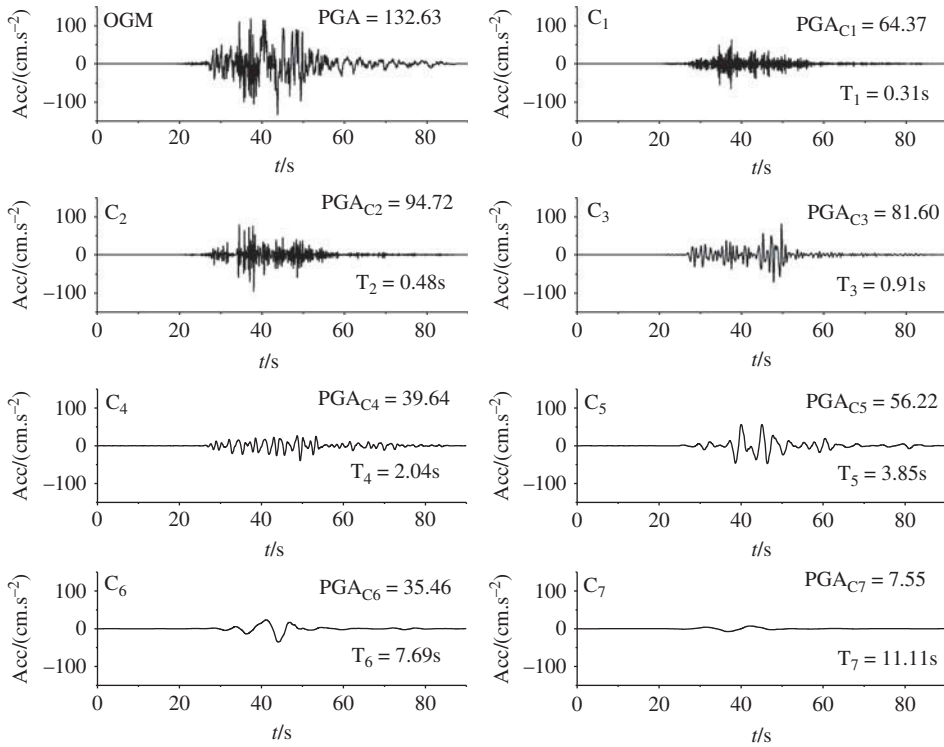 OGM PGA = 132.63
Acc/(cm.s⁻²)
100
0
−100
0 20 40 60 80
t/s
C₁ PGA_C1 = 64.37
T₁ = 0.31s
Acc/(cm.s⁻²)
100
0
−100
0 20 40 60 80
t/s
C₂ PGA_C2 = 94.72
T₂ = 0.48s
Acc/(cm.s⁻²)
100
0
−100
0 20 40 60 80
t/s
C₃ PGA_C3 = 81.60
T₃ = 0.91s
Acc/(cm.s⁻²)
100
0
−100
0 20 40 60 80
t/s
C₄ PGA_C4 = 39.64
T₄ = 2.04s
Acc/(cm.s⁻²)
100
0
−100
0 20 40 60 80
t/s
C₅ PGA_C5 = 56.22
T₅ = 3.85s
Acc/(cm.s⁻²)
100
0
−100
0 20 40 60 80
t/s
C₆ PGA_C6 = 35.46
T₆ = 7.69s
Acc/(cm.s⁻²)
100
0
−100
0 20 40 60 80
t/s
C₇ PGA_C7 = 7.55
T₇ = 11.11s
Acc/(cm.s⁻²)
100
0
−100
0 20 40 60 80
t/s